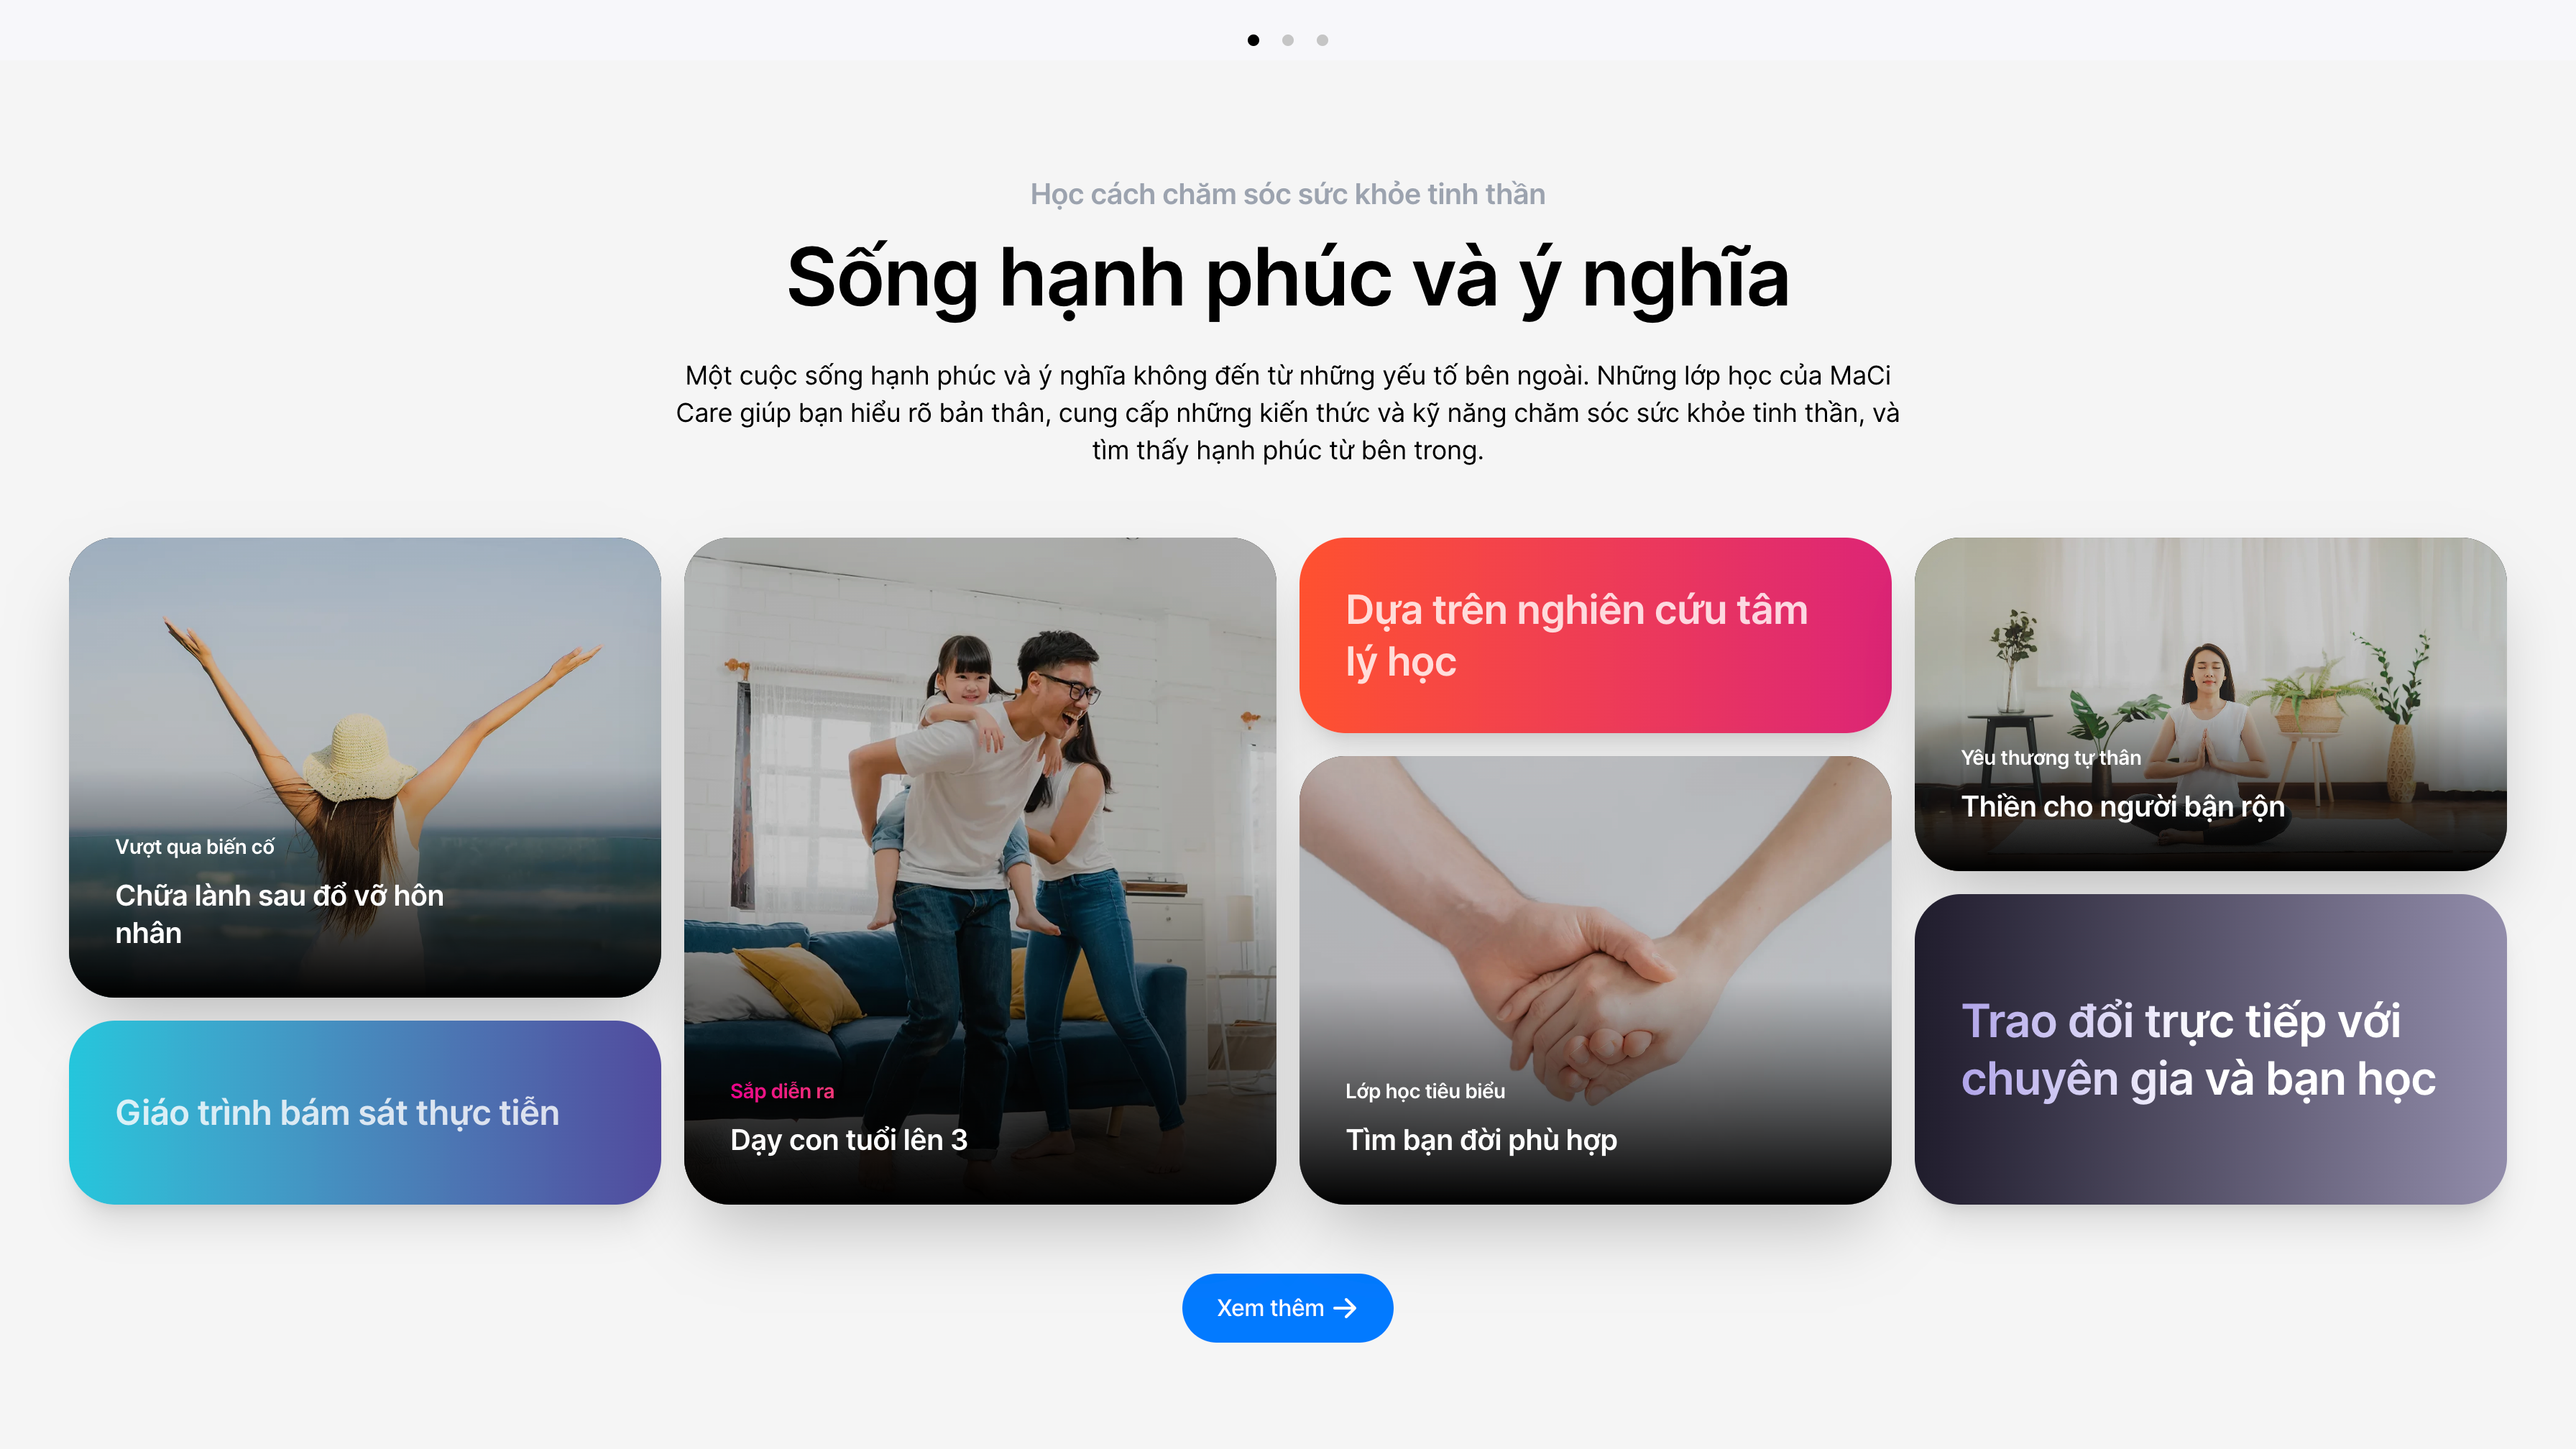 Học cách chăm sóc sức khỏe tinh thần
Sống hạnh phúc và ý nghĩa
Một cuộc sống hạnh phúc và ý nghĩa không đến từ những yếu tố bên ngoài. Những lớp học của MaCi
Care giúp bạn hiểu rõ bản thân, cung cấp những kiến thức và kỹ năng chăm sóc sức khỏe tinh thần, và
tìm thấy hạnh phúc từ bên trong.
Vượt qua biến cố
Chữa lành sau đổ vỡ hôn
nhân
Giáo trình bám sát thực tiễn
Sắp diễn ra
Dạy con tuổi lên 3
Dựa trên nghiên cứu tâm
lý học
Lớp học tiêu biểu
Tìm bạn đời phù hợp
Yêu thương tự thân
Thiền cho người bận rộn
Trao đổi trực tiếp với
chuyên gia và bạn học
Xem thêm